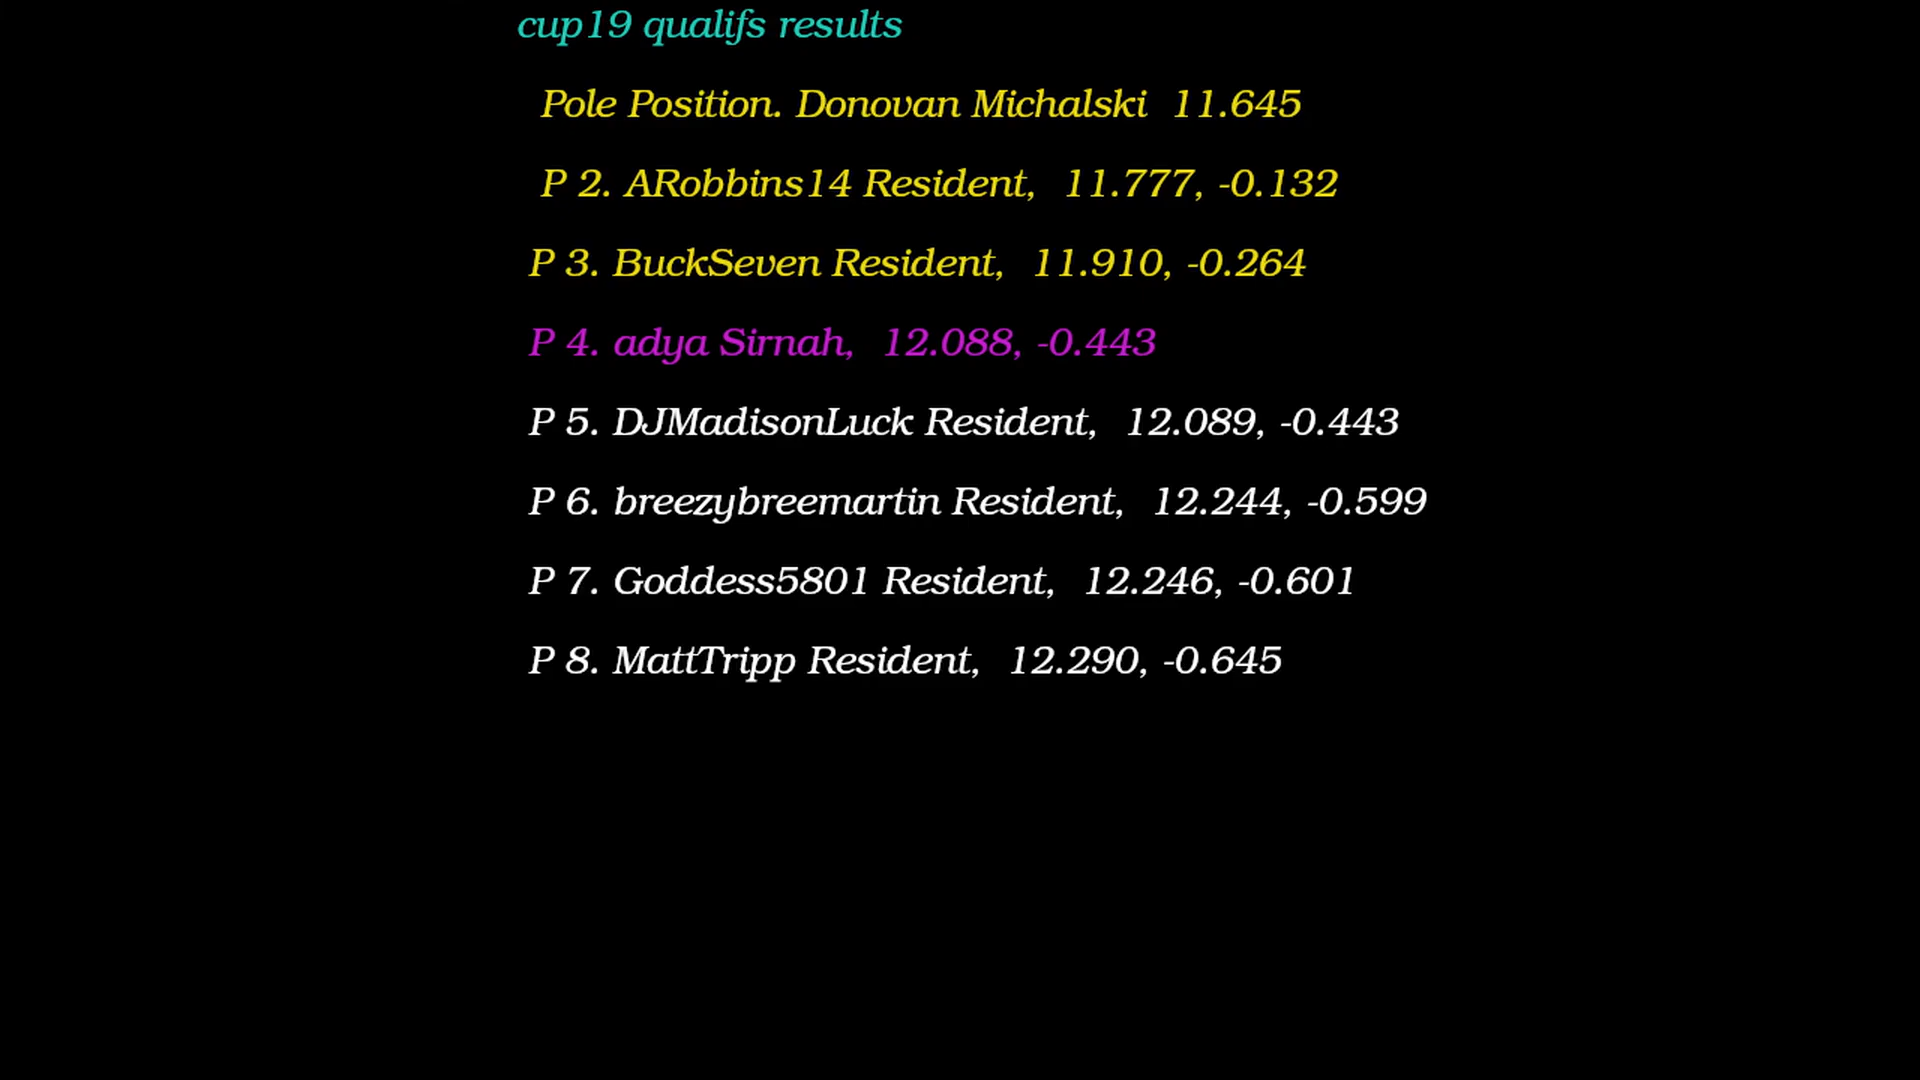 cup19 qualifs results
Pole Position. Donovan Michalski 11.645
P 2. ARobbins14 Resident, 11.777, -0.132
P 3. BuckSeven Resident, 11.910, -0.264
P 4. adya Sirnah, 12.088, -0.443
P 5. DJMadisonLuck Resident, 12.089, -0.443
P 6. breezybreemartin Resident, 12.244, -0.599
P 7. Goddess5801 Resident, 12.246, -0.601
P 8. MattTripp Resident, 12.290, -0.645